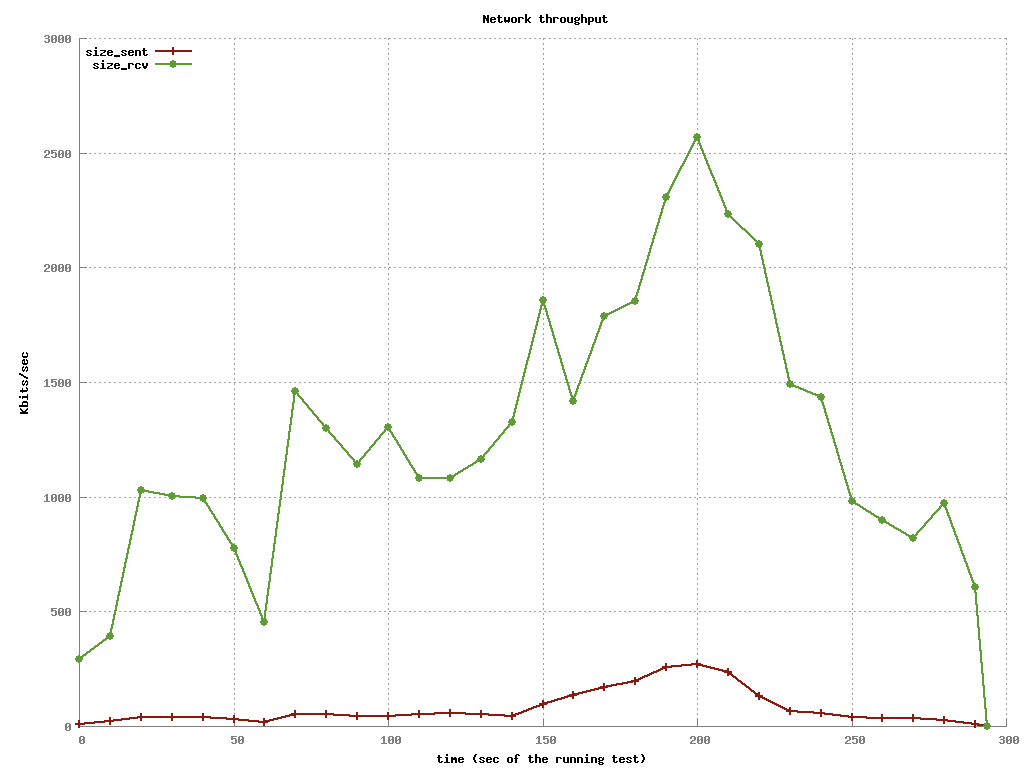 Network throughput
3000
size_sent
size_rcv
2500
2000
1500
Kbits/sec
1000
500
0
0 50 100 150 200 250 300
time (sec of the running test)